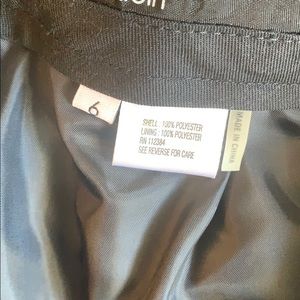 6
SHELL : 100% POLYESTER
LINING : 100% POLYESTER
RN 112384
SEE REVERSE FOR CARE
MADE IN
CHINA